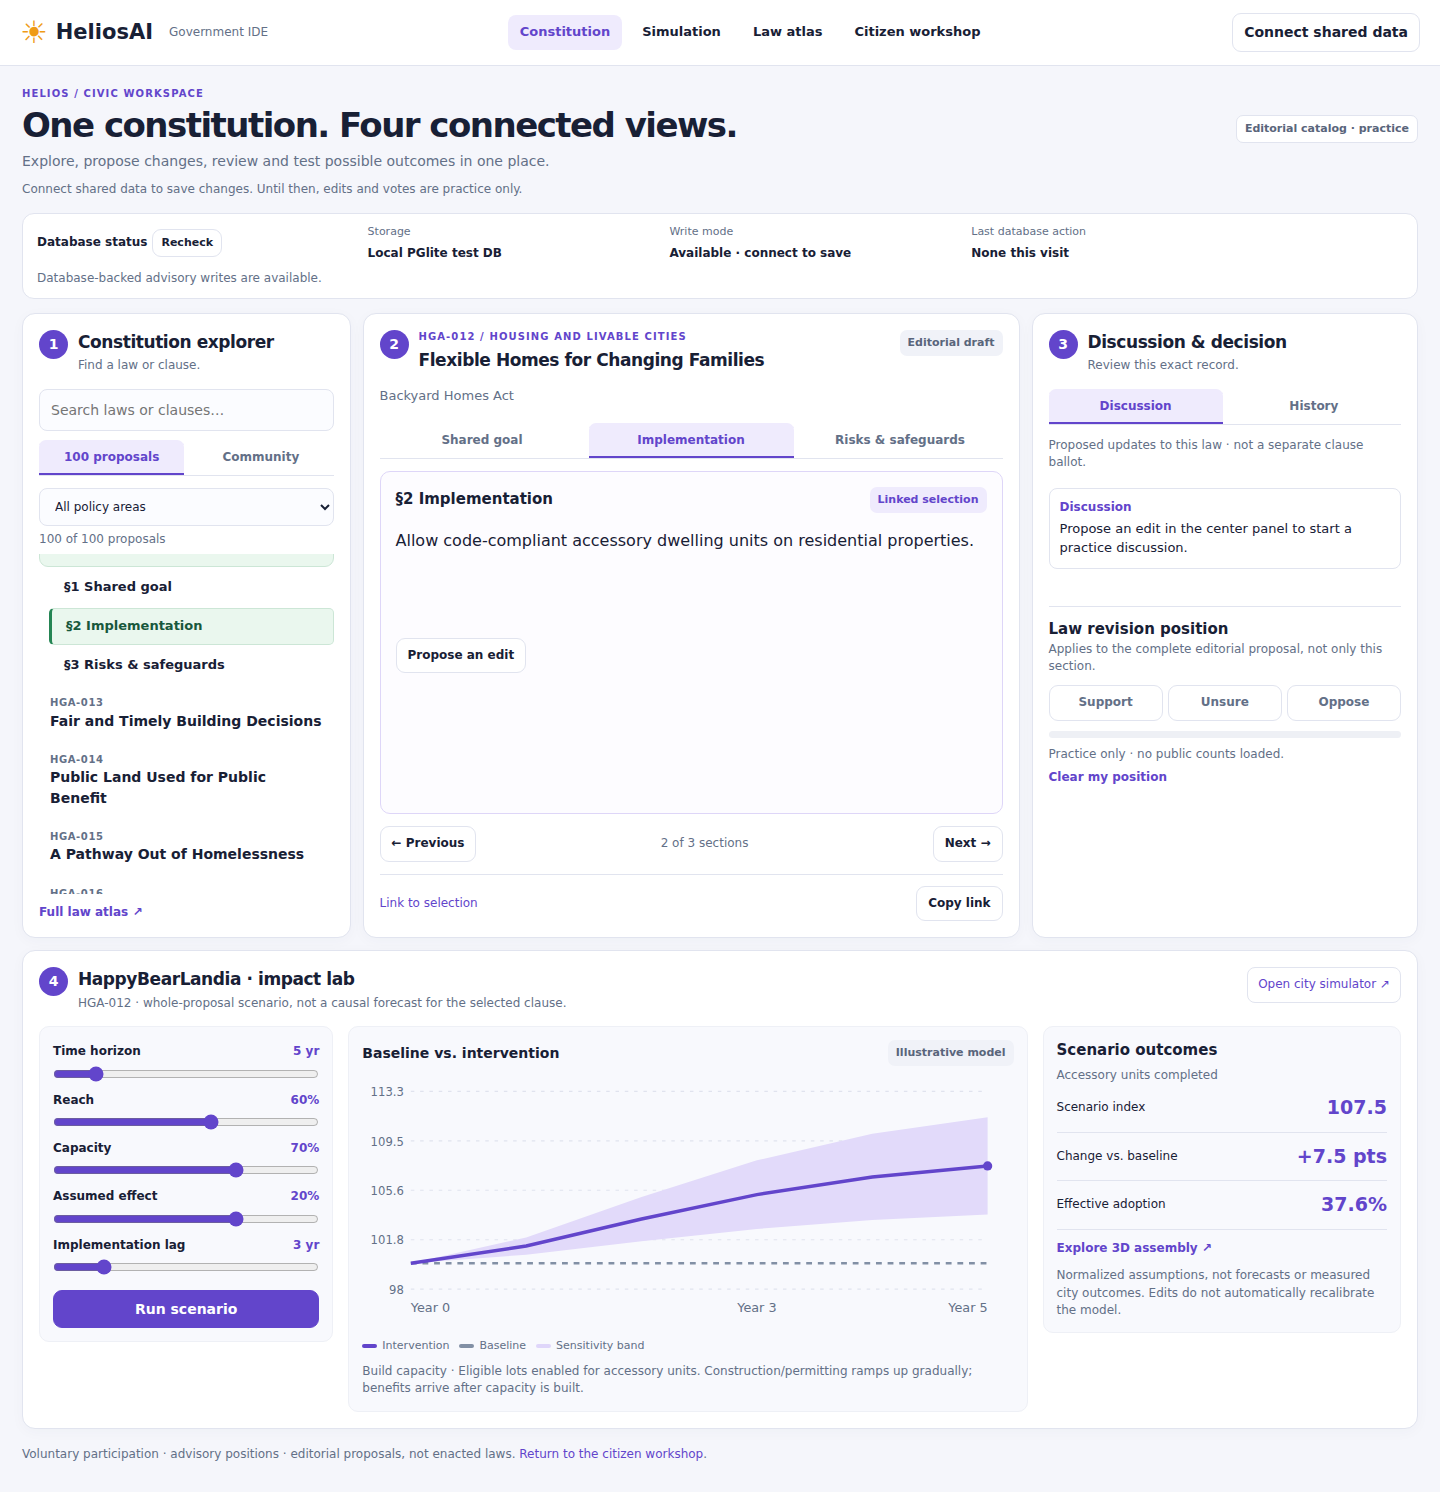 HeliosAI
Government IDE
Constitution
Simulation
Law atlas
Citizen workshop
Connect shared data
HELIOS / CIVIC WORKSPACE
One constitution. Four connected views.
Editorial catalog · practice
Explore, propose changes, review and test possible outcomes in one place.
Connect shared data to save changes. Until then, edits and votes are practice only.
Database status
Recheck
Database-backed advisory writes are available.
Storage
Local PGlite test DB
Write mode
Available · connect to save
Last database action
None this visit
1
Constitution explorer
Find a law or clause.
Search laws or clauses…
100 proposals
Community
All policy areas
100 of 100 proposals
§1 Shared goal
§2 Implementation
§3 Risks & safeguards
HGA-013
Fair and Timely Building Decisions
HGA-014
Public Land Used for Public
Benefit
HGA-015
A Pathway Out of Homelessness
HGA-016
Full law atlas ↗
2
HGA-012 / HOUSING AND LIVABLE CITIES
Flexible Homes for Changing Families
Editorial draft
Backyard Homes Act
Shared goal
Implementation
Risks & safeguards
§2 Implementation
Linked selection
Allow code-compliant accessory dwelling units on residential properties.
Propose an edit
← Previous
2 of 3 sections
Next →
Link to selection
Copy link
3
Discussion & decision
Review this exact record.
Discussion
History
Proposed updates to this law · not a separate clause
ballot.
Discussion
Propose an edit in the center panel to start a
practice discussion.
Law revision position
Applies to the complete editorial proposal, not only this
section.
Support
Unsure
Oppose
Practice only · no public counts loaded.
Clear my position
4
HappyBearLandia · impact lab
HGA-012 · whole-proposal scenario, not a causal forecast for the selected clause.
Open city simulator ↗
Time horizon
5 yr
Reach
60%
Capacity
70%
Assumed effect
20%
Implementation lag
3 yr
Run scenario
Baseline vs. intervention
Illustrative model
113.3
109.5
105.6
101.8
98
Year 0
Year 3
Year 5
Intervention
Baseline
Sensitivity band
Build capacity · Eligible lots enabled for accessory units. Construction/permitting ramps up gradually;
benefits arrive after capacity is built.
Scenario outcomes
Accessory units completed
Scenario index
107.5
Change vs. baseline
+7.5 pts
Effective adoption
37.6%
Explore 3D assembly ↗
Normalized assumptions, not forecasts or measured
city outcomes. Edits do not automatically recalibrate
the model.
Voluntary participation · advisory positions · editorial proposals, not enacted laws. Return to the citizen workshop.